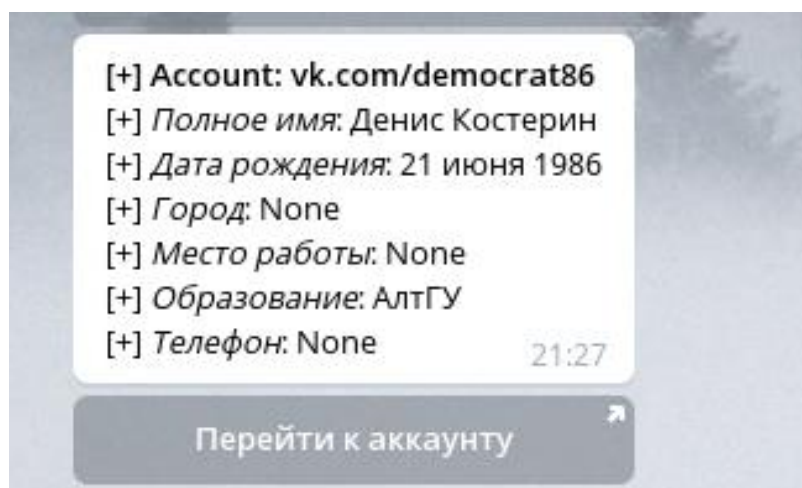 [+] Account: vk.com/democrat86
[+] Полное имя: Денис Костерин
[+] Дата рождения: 21 июня 1986
[+] Город: None
[+] Место работы: None
[+] Образование: АлтГУ
[+] Телефон: None
21:27
Перейти к аккаунту